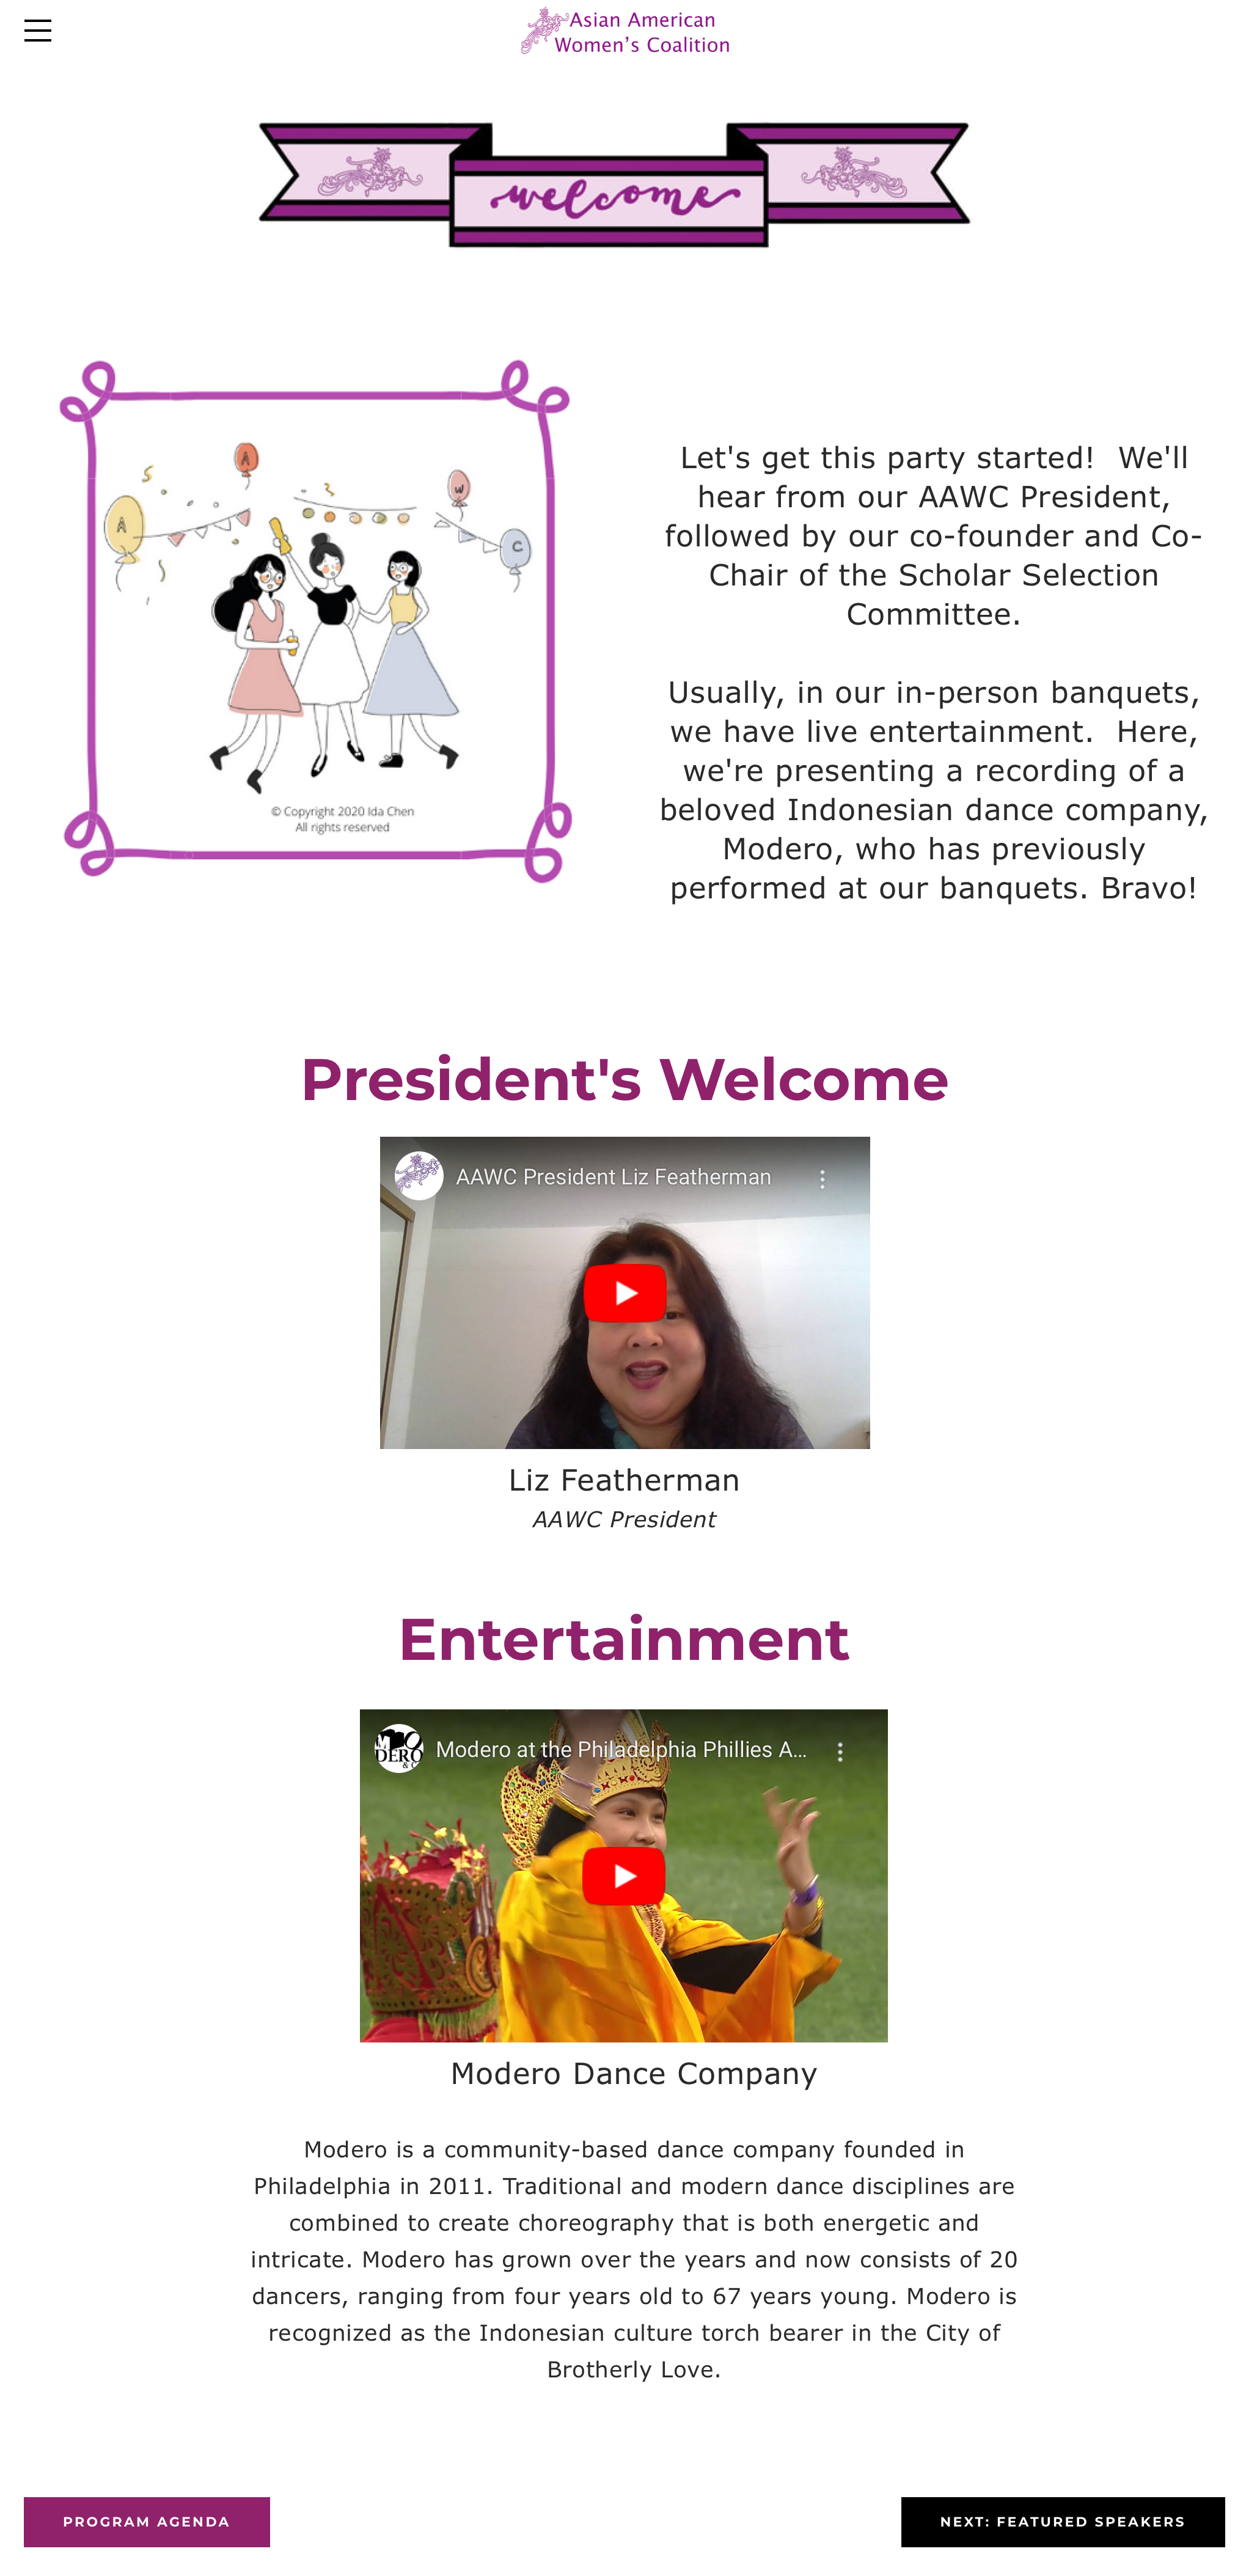 Asian American
Women's Coalition
welcome
A
A
W
C
© Copyright 2020 Ida Chen
All rights reserved
Let's get this party started!  We'll
hear from our AAWC President,
followed by our co-founder and Co-
Chair of the Scholar Selection
Committee.
Usually, in our in-person banquets,
we have live entertainment.  Here,
we're presenting a recording of a
beloved Indonesian dance company,
Modero, who has previously
performed at our banquets. Bravo!
President's Welcome
AAWC President Liz Featherman
Liz Featherman
AAWC President
Entertainment
MO
DERO
& C
Modero at the Philadelphia Phillies A...
Modero Dance Company
Modero is a community-based dance company founded in
Philadelphia in 2011. Traditional and modern dance disciplines are
combined to create choreography that is both energetic and
intricate. Modero has grown over the years and now consists of 20
dancers, ranging from four years old to 67 years young. Modero is
recognized as the Indonesian culture torch bearer in the City of
Brotherly Love.
PROGRAM AGENDA
NEXT: FEATURED SPEAKERS